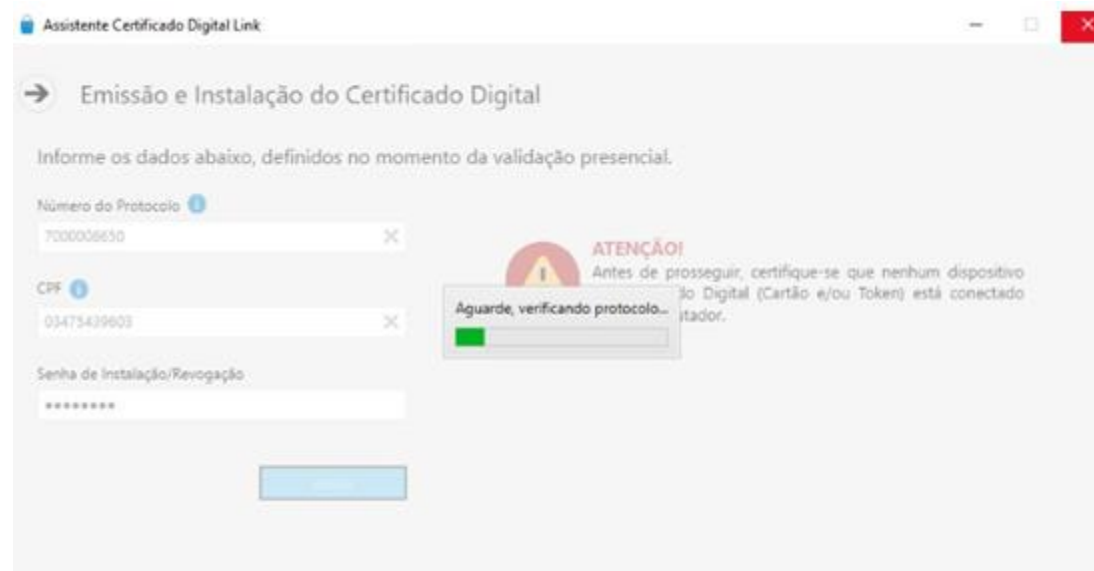 Assistente Certificado Digital Link
Emissão e Instalação do Certificado Digital
Informe os dados abaixo, definidos no momento da validação presencial.
Número do Protocolo
7000006650
CPF
03475439603
Senha de Instalação/Revogação
********
ATENÇÃO!
Antes de prosseguir, certifique-se que nenhum dispositivo
do Digital (Cartão e/ou Token) está conectado
tador.
Aguarde, verificando protocolo...